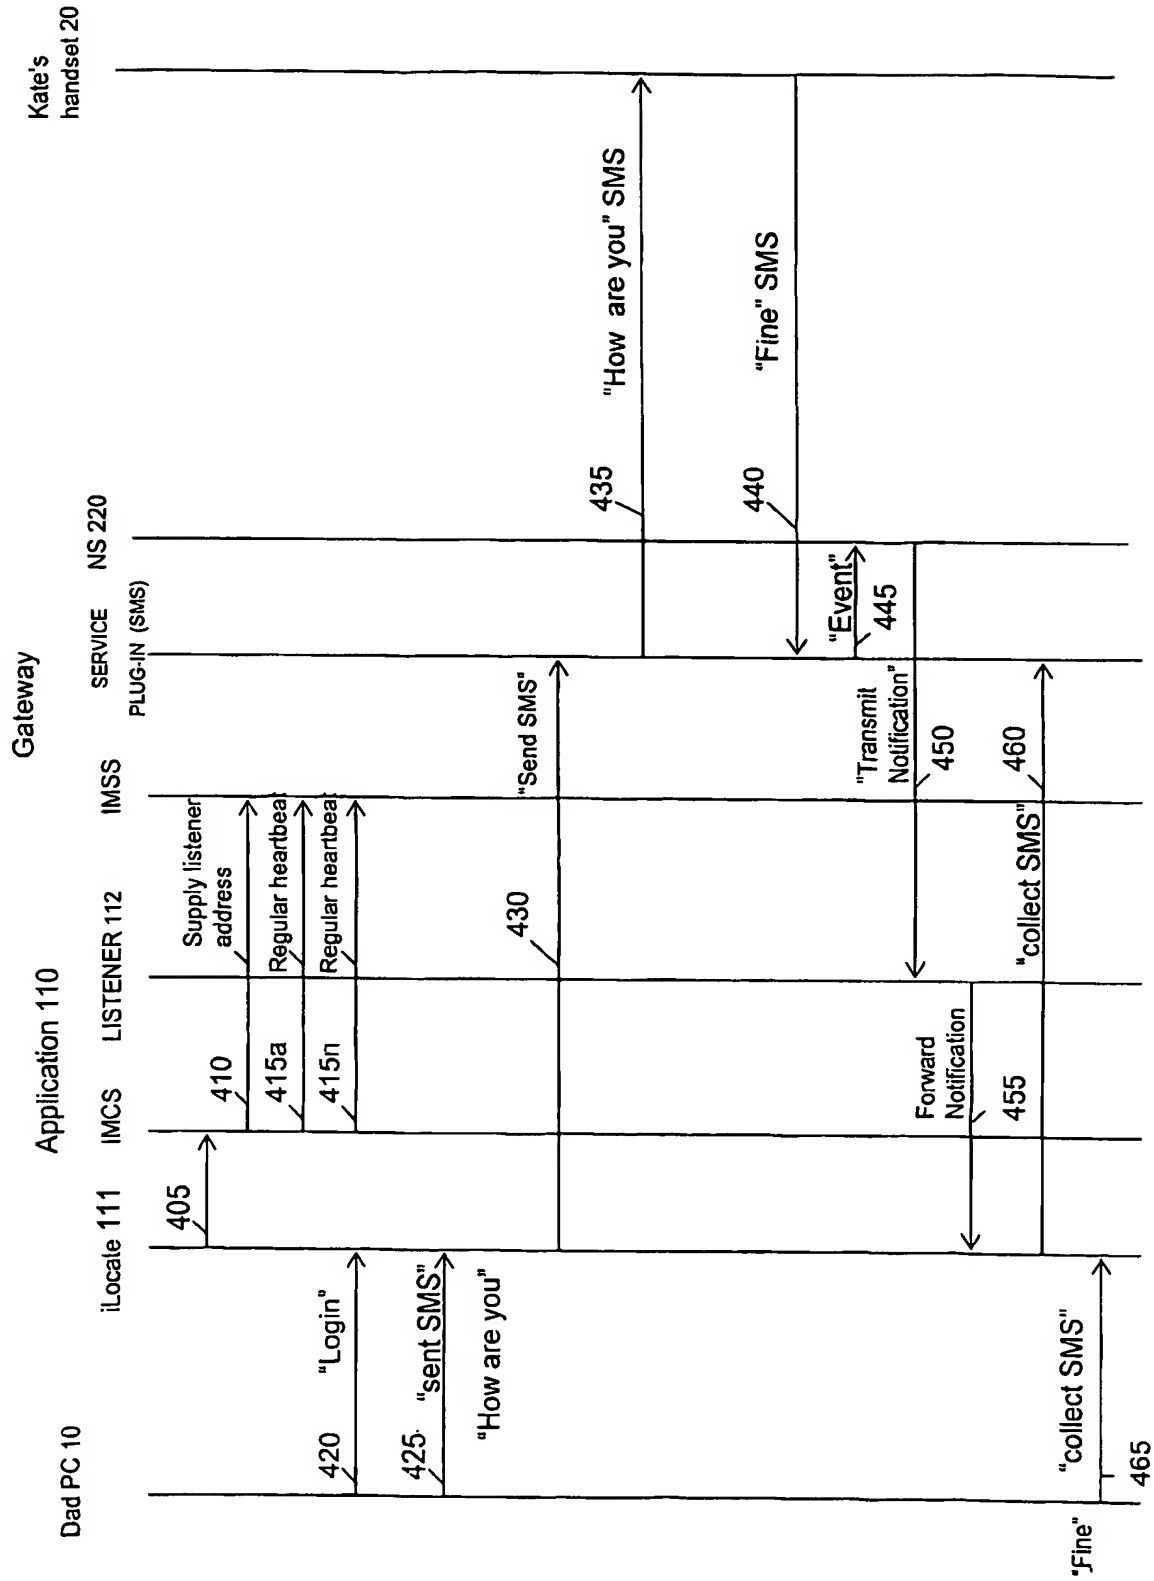 Dad PC 10
Application 110
Gateway
Kate's
handset 20
iLocate 111
IMCS
LISTENER 112
IMSS
SERVICE
PLUG-IN (SMS)
NS 220
405
410
Supply listener
address
415a
Regular heartbea
415n
Regular heartbea
420
"Login"
425
"sent SMS"
"How are you"
430
"Send SMS"
435
"How are you" SMS
440
"Fine" SMS
"Event"
445
"Transmit
Notification"
450
Forward
Notification
455
"collect SMS"
460
"collect SMS"
465
"Fine"